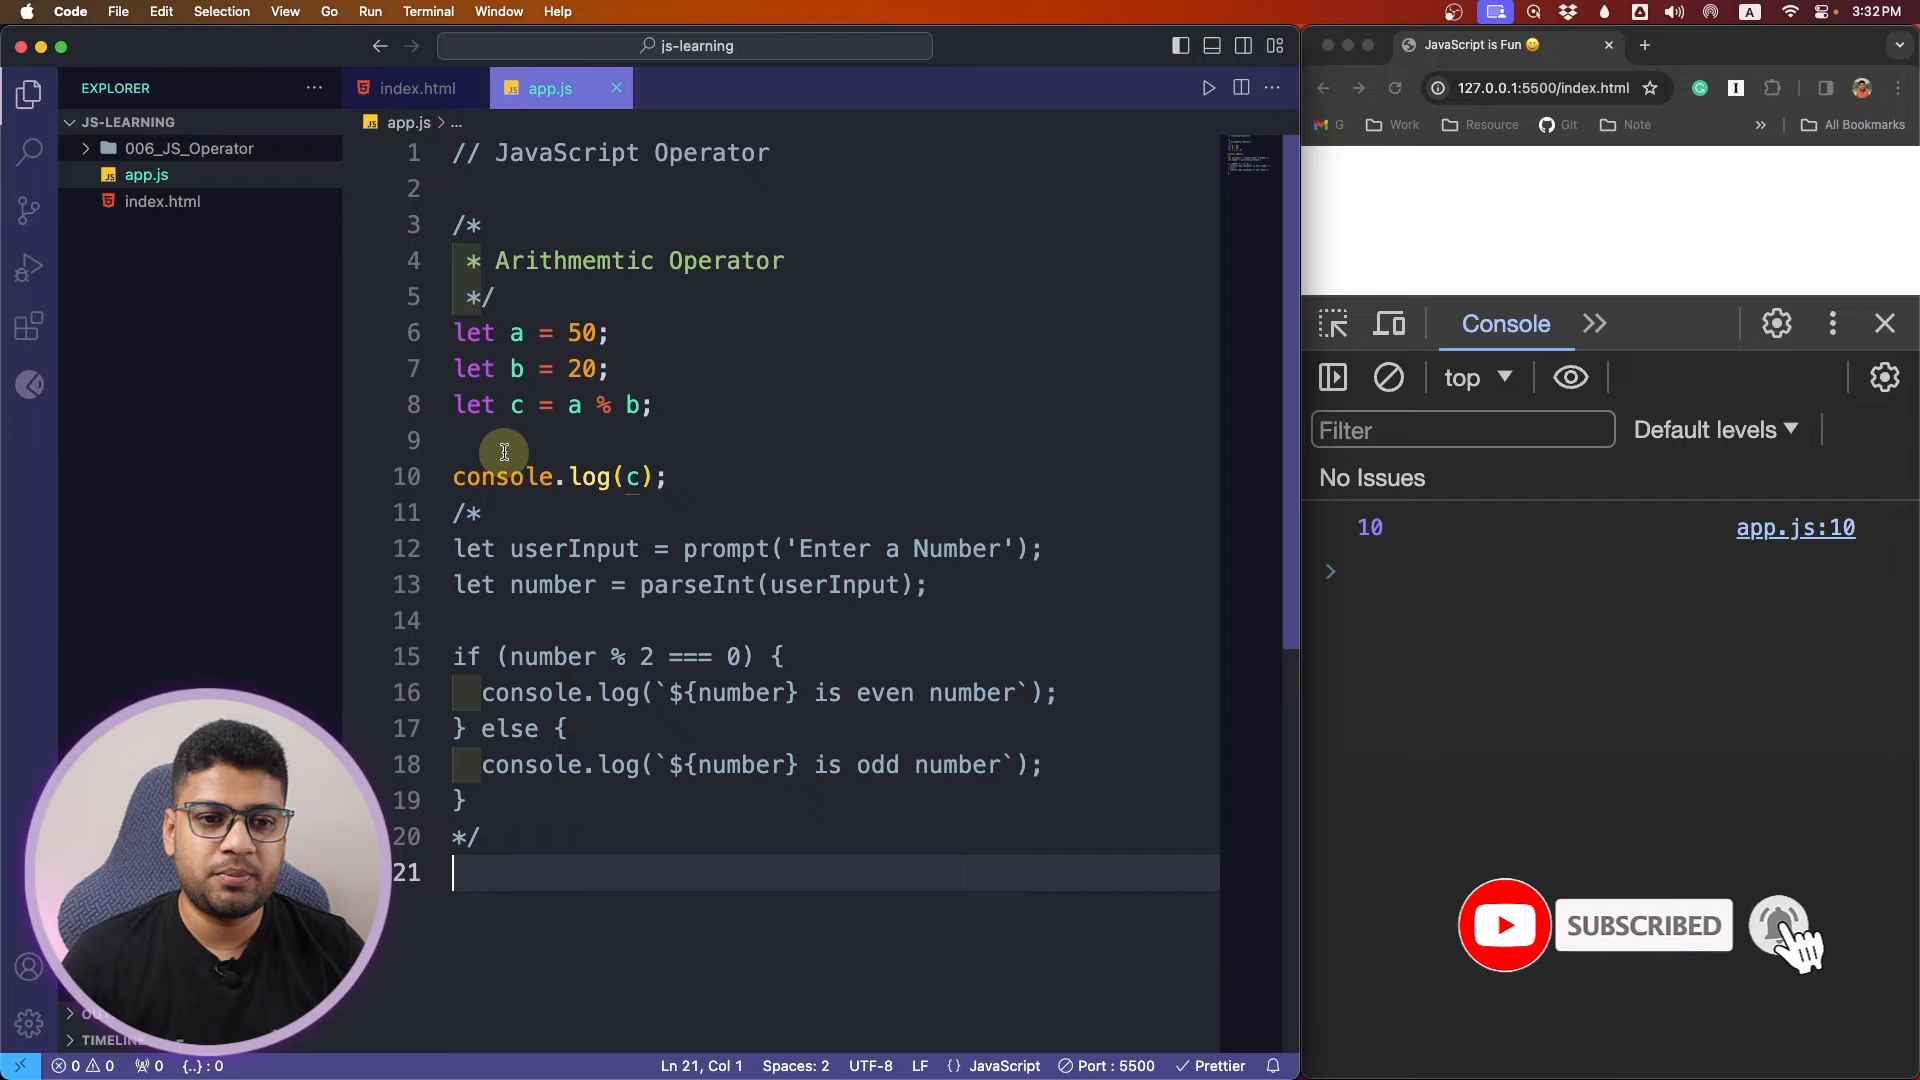 Code File Edit Selection View Go Run Terminal Window Help
A 3:32 PM
js-learning
EXPLORER
JS-LEARNING
006_JS_Operator
app.js
index.html
index.html
app.js
app.js > ...
1 // JavaScript Operator
2
3 /*
4 * Arithmemtic Operator
5 */
6 let a = 50;
7 let b = 20;
8 let c = a % b;
9
10 console.log(c);
11 /*
12 let userInput = prompt('Enter a Number');
13 let number = parseInt(userInput);
14
15 if (number % 2 === 0) {
16 console.log(`${number} is even number`);
17 } else {
18 console.log(`${number} is odd number`);
19 }
20 */
21
TIMELINE
0 0 0 {..} : 0
Ln 21, Col 1 Spaces: 2 UTF-8 LF {} JavaScript Port : 5500 Prettier
JavaScript is Fun 😀
127.0.0.1:5500/index.html
G Work Resource Git Note All Bookmarks
Console
top
Filter Default levels
No Issues
10 app.js:10
SUBSCRIBED